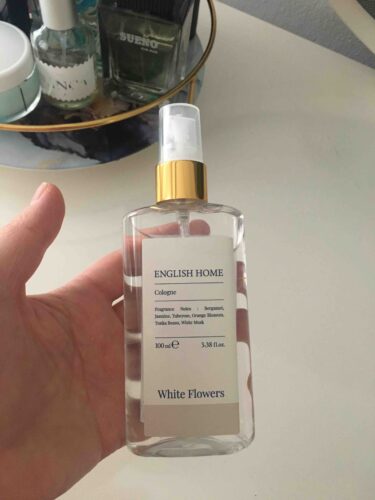 SUENO
ENGLISH HOME
Cologne
Fragrance Notes : Bergamot,
Jasmine, Tuberose, Orange Blossom,
Tonka Beans, White Musk
100 ml ℮ 3.38 fl.oz.
White Flowers